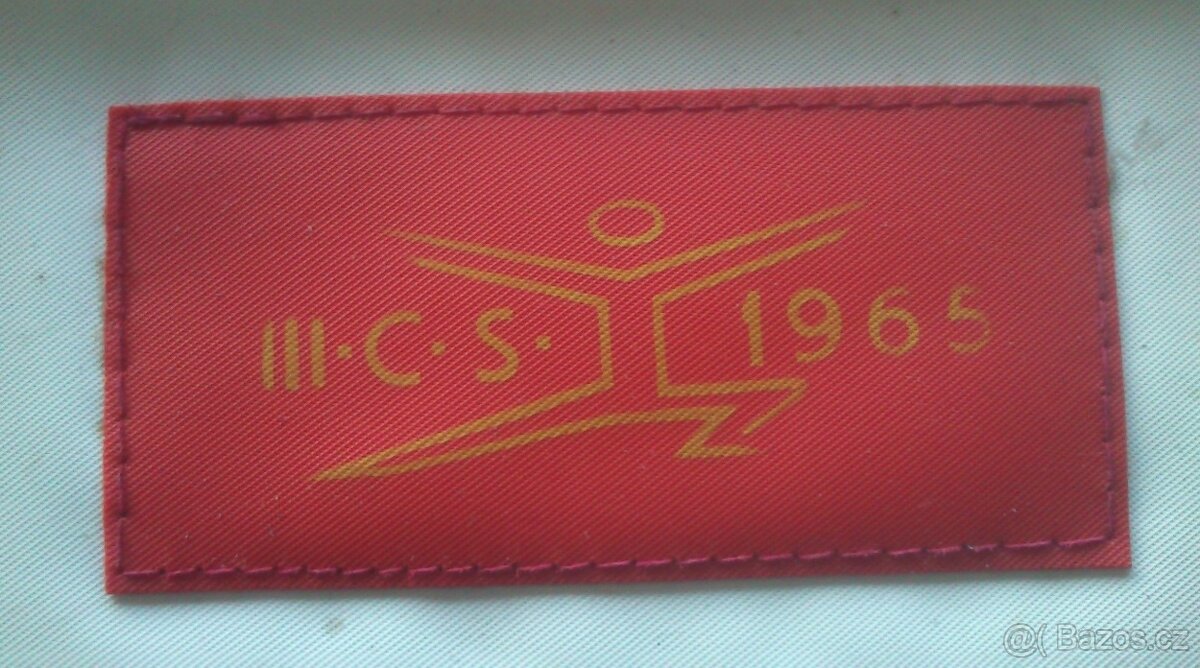 III·C·S· 1965
@( Bazos.cz